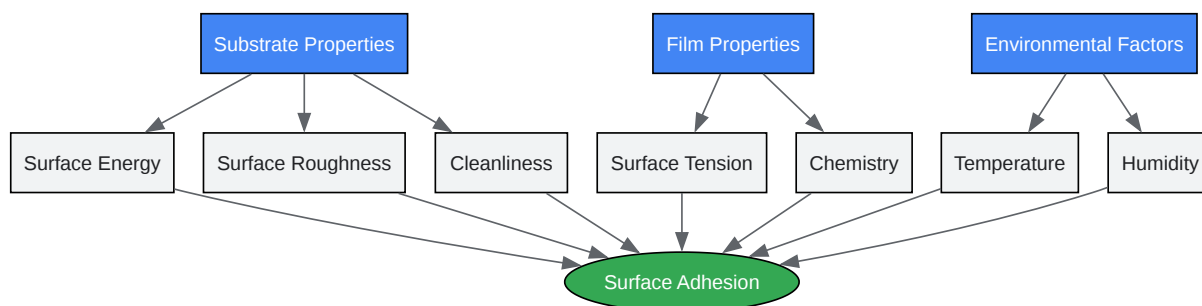 Substrate Properties
Film Properties
Environmental Factors
Surface Energy
Surface Roughness
Cleanliness
Surface Tension
Chemistry
Temperature
Humidity
Surface Adhesion